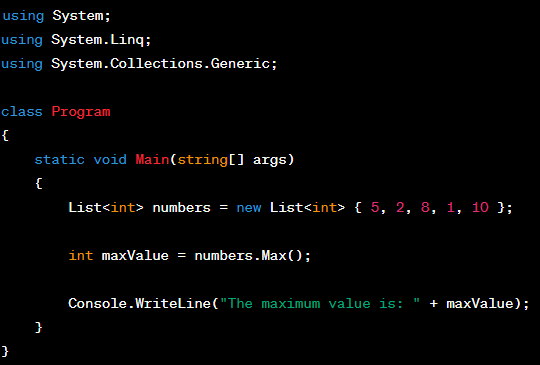 using System;
using System.Linq;
using System.Collections.Generic;

class Program
{
    static void Main(string[] args)
    {
        List<int> numbers = new List<int> { 5, 2, 8, 1, 10 };

        int maxValue = numbers.Max();

        Console.WriteLine("The maximum value is: " + maxValue);
    }
}